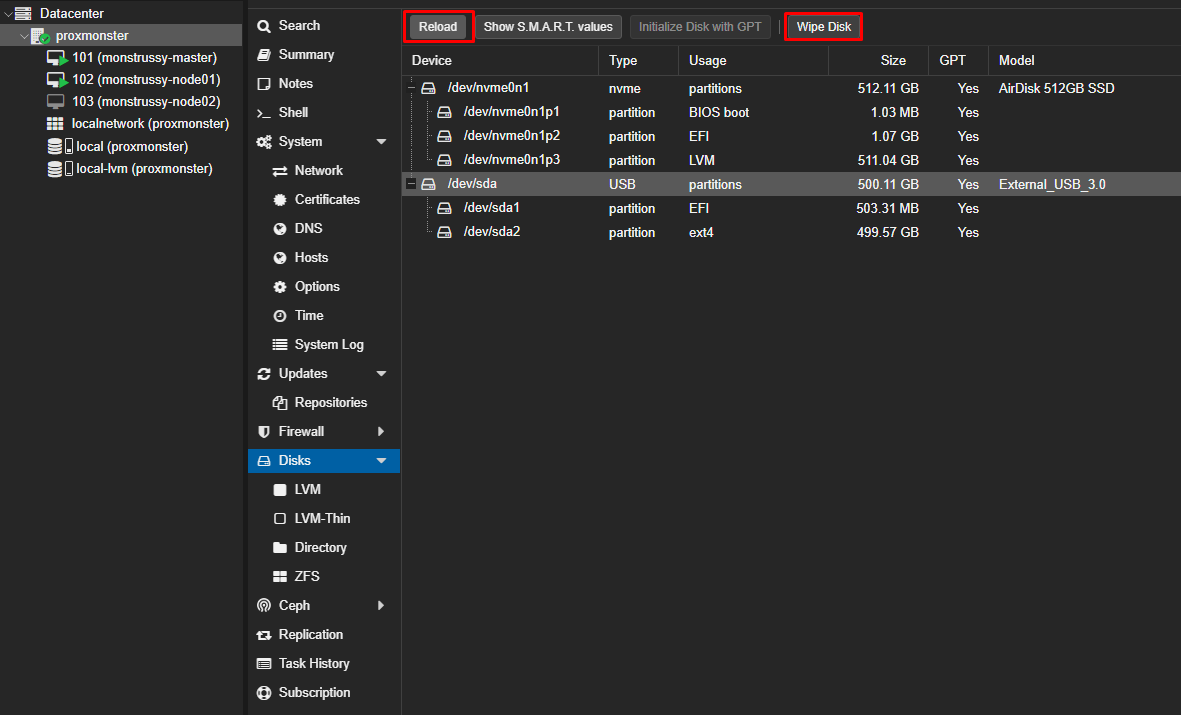 Datacenter
proxmonster
101 (monstrussy-master)
102 (monstrussy-node01)
103 (monstrussy-node02)
localnetwork (proxmonster)
local (proxmonster)
local-lvm (proxmonster)
Search
Summary
Notes
Shell
System
Network
Certificates
DNS
Hosts
Options
Time
System Log
Updates
Repositories
Firewall
Disks
LVM
LVM-Thin
Directory
ZFS
Ceph
Replication
Task History
Subscription
Reload Show S.M.A.R.T. values Initialize Disk with GPT Wipe Disk
Device Type Usage Size GPT Model
/dev/nvme0n1 nvme partitions 512.11 GB Yes AirDisk 512GB SSD
/dev/nvme0n1p1 partition BIOS boot 1.03 MB Yes
/dev/nvme0n1p2 partition EFI 1.07 GB Yes
/dev/nvme0n1p3 partition LVM 511.04 GB Yes
/dev/sda USB partitions 500.11 GB Yes External_USB_3.0
/dev/sda1 partition EFI 503.31 MB Yes
/dev/sda2 partition ext4 499.57 GB Yes